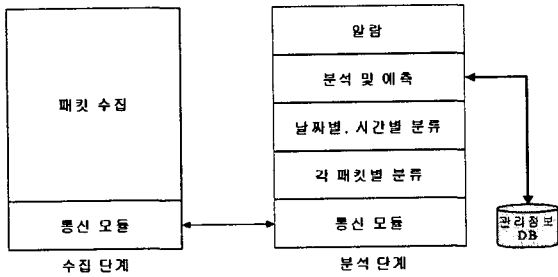 패킷 수집
통신 모듈
수집 단계
알람
분석 및 예측
날짜별, 시간별 분류
각 패킷별 분류
통신 모듈
분석 단계
관리정보
DB